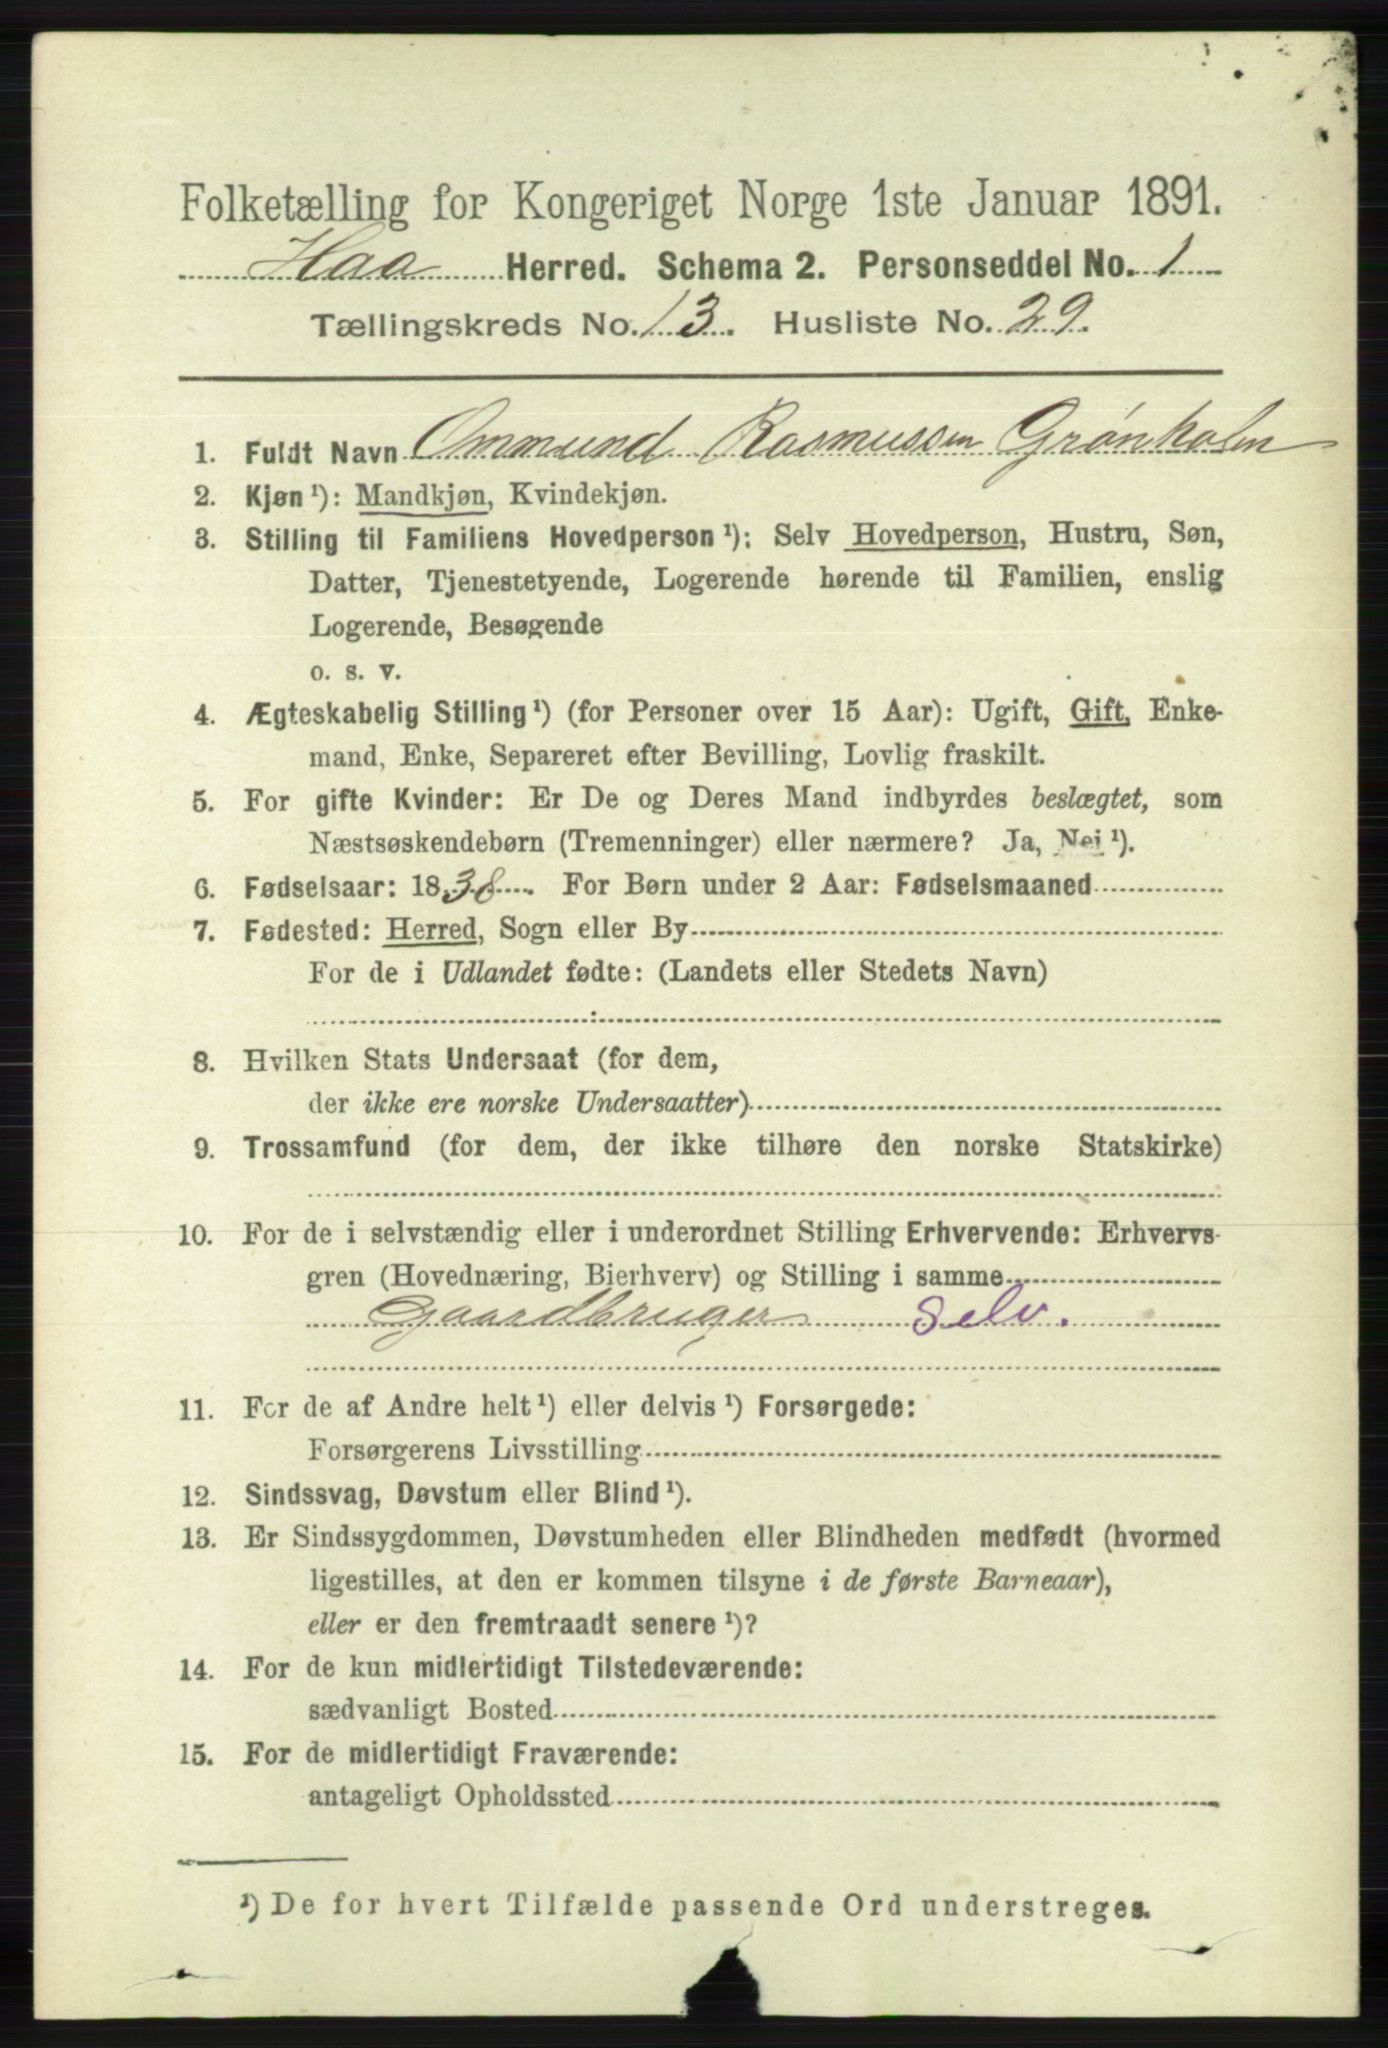 Folketælling for Kongeriget Norge 1ste Januar 1891.
Haa Herred. Schema 2. Personseddel No. 1
Tællingskreds No. 13. Husliste No. 29.
1. Fuldt Navn Ommund Rasmussen Grønholm
2. Kjøn ¹): Mandkjøn, Kvindekjøn.
3. Stilling til Familiens Hovedperson ¹): Selv Hovedperson, Hustru, Søn,
Datter, Tjenestetyende, Logerende hørende til Familien, enslig
Logerende, Besøgende
o. s. v.
4. Ægteskabelig Stilling ¹) (for Personer over 15 Aar): Ugift, Gift, Enke-
mand, Enke, Separeret efter Bevilling, Lovlig fraskilt.
5. For gifte Kvinder: Er De og Deres Mand indbyrdes beslægtet, som
Næstsøskendebørn (Tremenninger) eller nærmere? Ja, Nei ¹).
6. Fødselsaar: 1838. For Børn under 2 Aar: Fødselsmaaned
7. Fødested: Herred, Sogn eller By
For de i Udlandet fødte: (Landets eller Stedets Navn)
8. Hvilken Stats Undersaat (for dem,
der ikke ere norske Undersaatter)
9. Trossamfund (for dem, der ikke tilhøre den norske Statskirke)
10. For de i selvstændig eller i underordnet Stilling Erhvervende: Erhvervs-
gren (Hovednæring, Bierhverv) og Stilling i samme
Gaardbruger Selv.
11. For de af Andre helt ¹) eller delvis ¹) Forsørgede:
Forsørgerens Livsstilling
12. Sindssvag, Døvstum eller Blind ¹).
13. Er Sindssygdommen, Døvstumheden eller Blindheden medfødt (hvormed
ligestilles, at den er kommen tilsyne i de første Barneaar),
eller er den fremtraadt senere ¹)?
14. For de kun midlertidigt Tilstedeværende:
sædvanligt Bosted
15. For de midlertidigt Fraværende:
antageligt Opholdssted
¹) De for hvert Tilfælde passende Ord understreges.